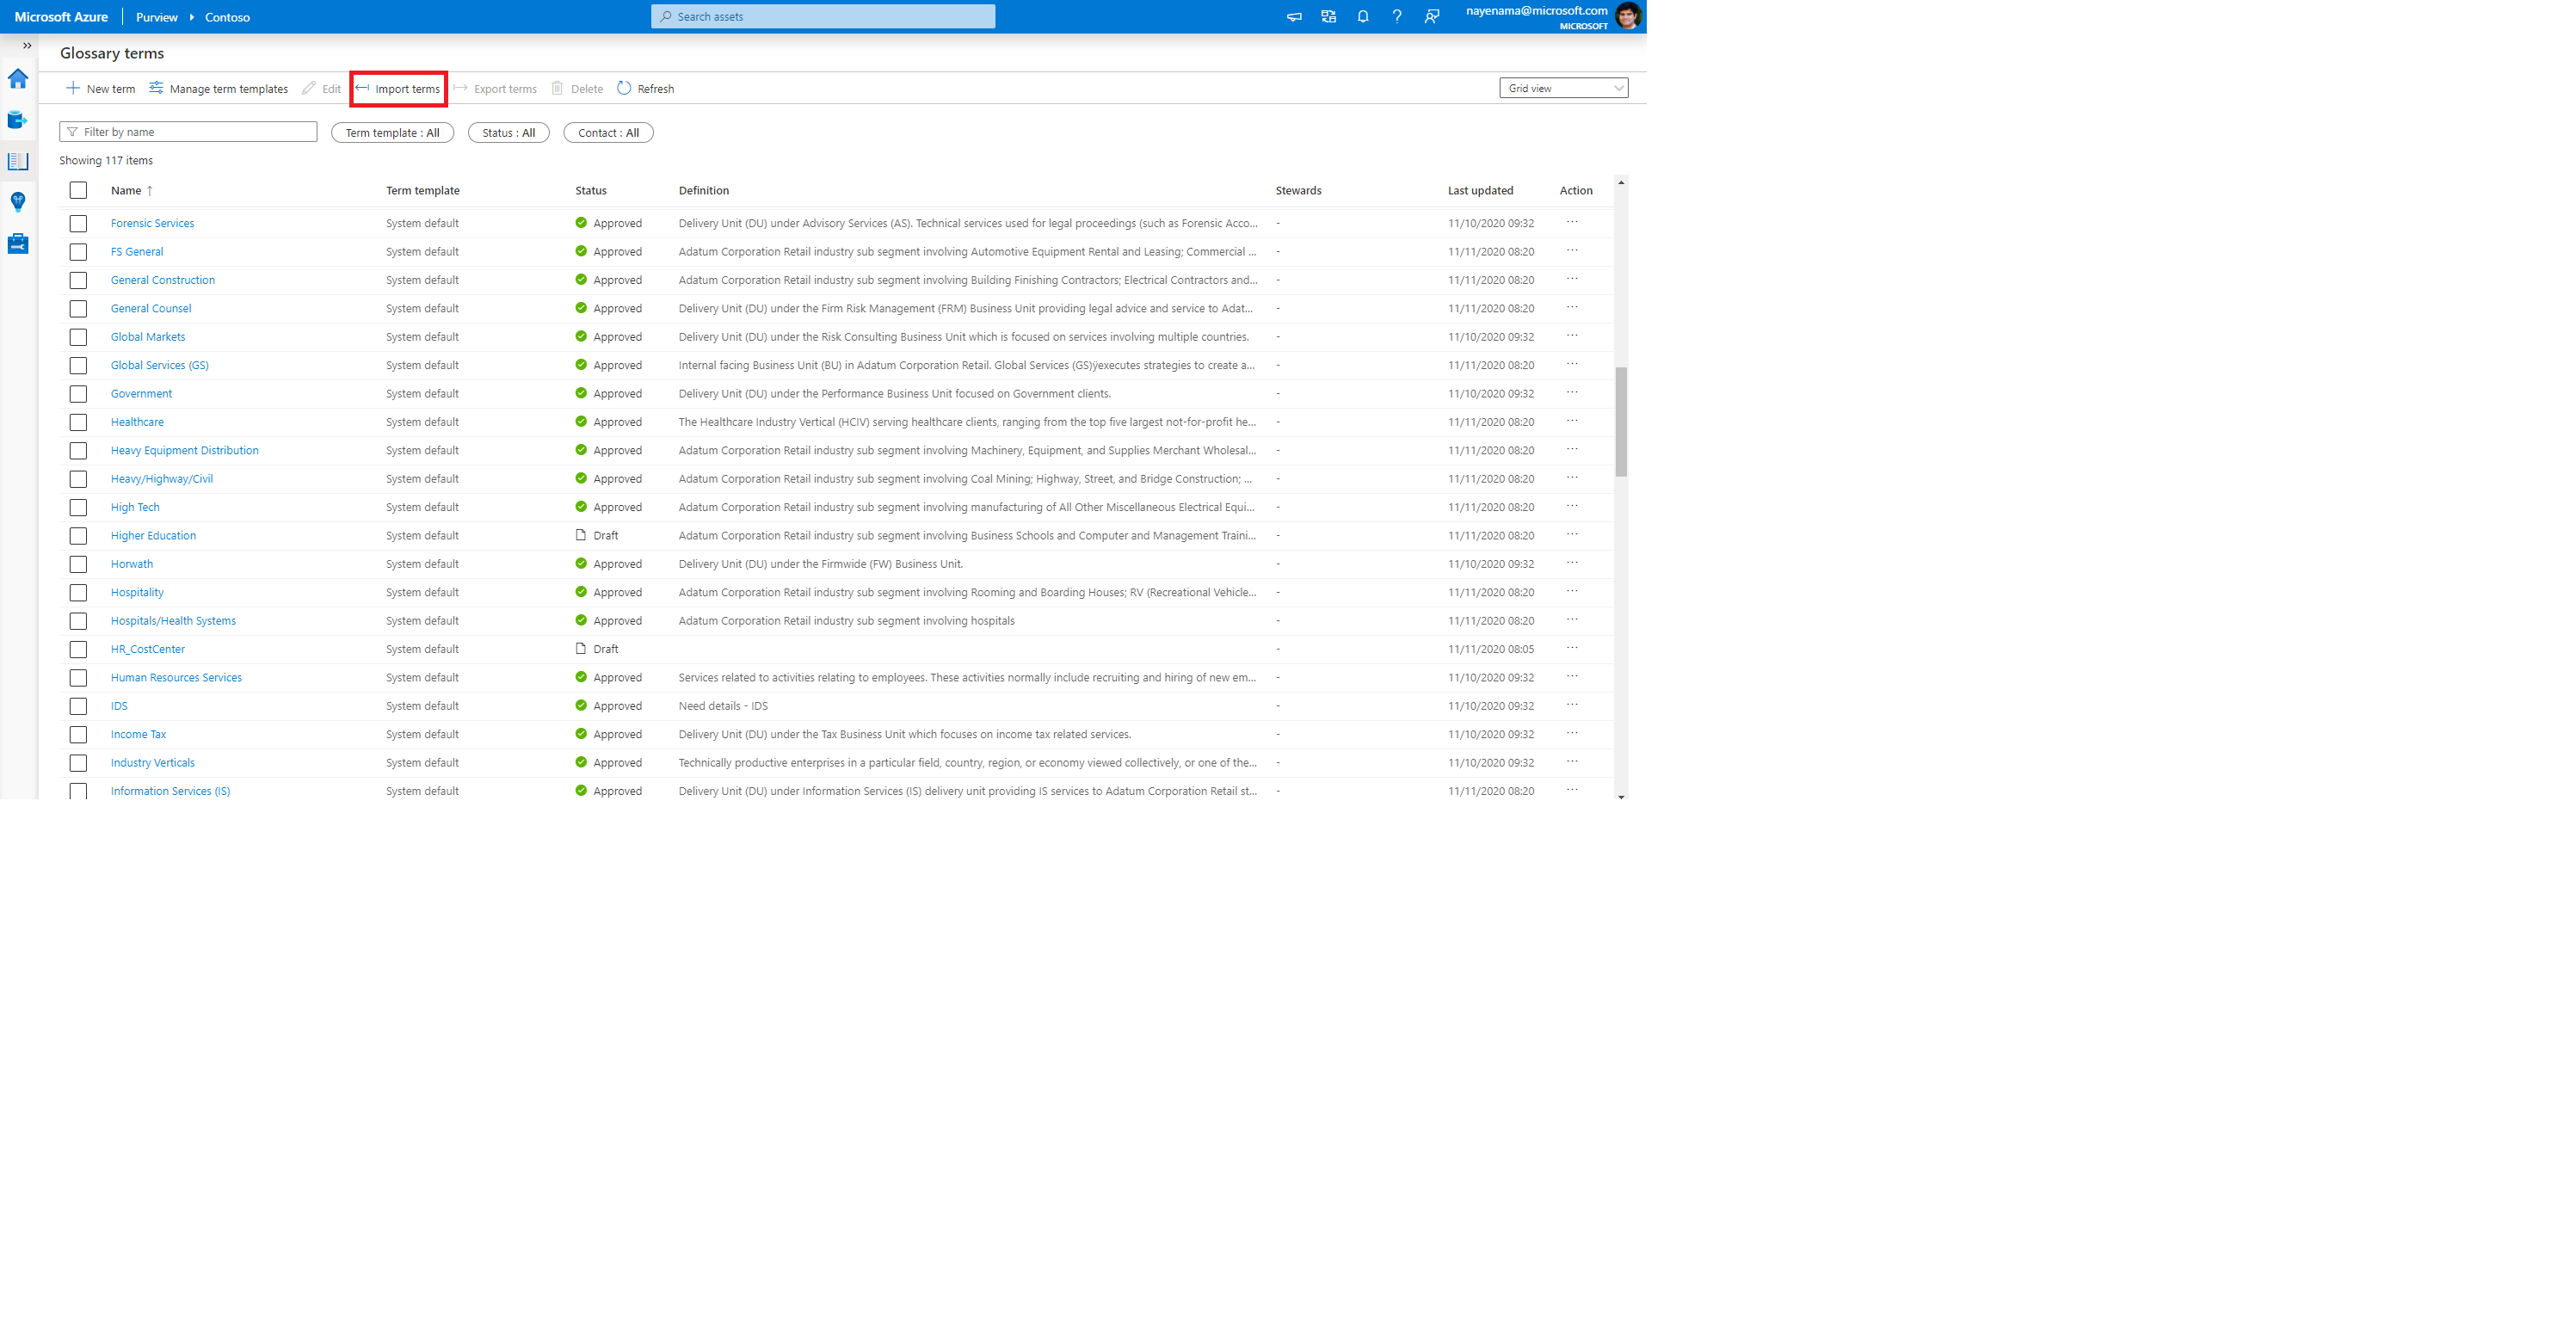 Microsoft Azure Purview Contoso Search assets nayenama@microsoft.com
MICROSOFT
Glossary terms
New term Manage term templates Edit Import terms Export terms Delete Refresh Grid view
Filter by name Term template : All Status : All Contact : All
Showing 117 items
Name ↑ Term template Status Definition Stewards Last updated Action
Forensic Services System default Approved Delivery Unit (DU) under Advisory Services (AS). Technical services used for legal proceedings (such as Forensic Acco... - 11/10/2020 09:32 ...
FS General System default Approved Adatum Corporation Retail industry sub segment involving Automotive Equipment Rental and Leasing; Commercial ... - 11/11/2020 08:20 ...
General Construction System default Approved Adatum Corporation Retail industry sub segment involving Building Finishing Contractors; Electrical Contractors and... - 11/11/2020 08:20 ...
General Counsel System default Approved Delivery Unit (DU) under the Firm Risk Management (FRM) Business Unit providing legal advice and service to Adat... - 11/11/2020 08:20 ...
Global Markets System default Approved Delivery Unit (DU) under the Risk Consulting Business Unit which is focused on services involving multiple countries. - 11/10/2020 09:32 ...
Global Services (GS) System default Approved Internal facing Business Unit (BU) in Adatum Corporation Retail. Global Services (GS)ÿexecutes strategies to create a... - 11/11/2020 08:20 ...
Government System default Approved Delivery Unit (DU) under the Performance Business Unit focused on Government clients. - 11/10/2020 09:32 ...
Healthcare System default Approved The Healthcare Industry Vertical (HCIV) serving healthcare clients, ranging from the top five largest not-for-profit he... - 11/11/2020 08:20 ...
Heavy Equipment Distribution System default Approved Adatum Corporation Retail industry sub segment involving Machinery, Equipment, and Supplies Merchant Wholesal... - 11/11/2020 08:20 ...
Heavy/Highway/Civil System default Approved Adatum Corporation Retail industry sub segment involving Coal Mining; Highway, Street, and Bridge Construction; ... - 11/11/2020 08:20 ...
High Tech System default Approved Adatum Corporation Retail industry sub segment involving manufacturing of All Other Miscellaneous Electrical Equi... - 11/11/2020 08:20 ...
Higher Education System default Draft Adatum Corporation Retail industry sub segment involving Business Schools and Computer and Management Traini... - 11/11/2020 08:20 ...
Horwath System default Approved Delivery Unit (DU) under the Firmwide (FW) Business Unit. - 11/10/2020 09:32 ...
Hospitality System default Approved Adatum Corporation Retail industry sub segment involving Rooming and Boarding Houses; RV (Recreational Vehicle... - 11/11/2020 08:20 ...
Hospitals/Health Systems System default Approved Adatum Corporation Retail industry sub segment involving hospitals - 11/11/2020 08:20 ...
HR_CostCenter System default Draft - 11/11/2020 08:05 ...
Human Resources Services System default Approved Services related to activities relating to employees. These activities normally include recruiting and hiring of new em... - 11/10/2020 09:32 ...
IDS System default Approved Need details - IDS - 11/10/2020 09:32 ...
Income Tax System default Approved Delivery Unit (DU) under the Tax Business Unit which focuses on income tax related services. - 11/10/2020 09:32 ...
Industry Verticals System default Approved Technically productive enterprises in a particular field, country, region, or economy viewed collectively, or one of the... - 11/10/2020 09:32 ...
Information Services (IS) System default Approved Delivery Unit (DU) under Information Services (IS) delivery unit providing IS services to Adatum Corporation Retail st... - 11/11/2020 08:20 ...